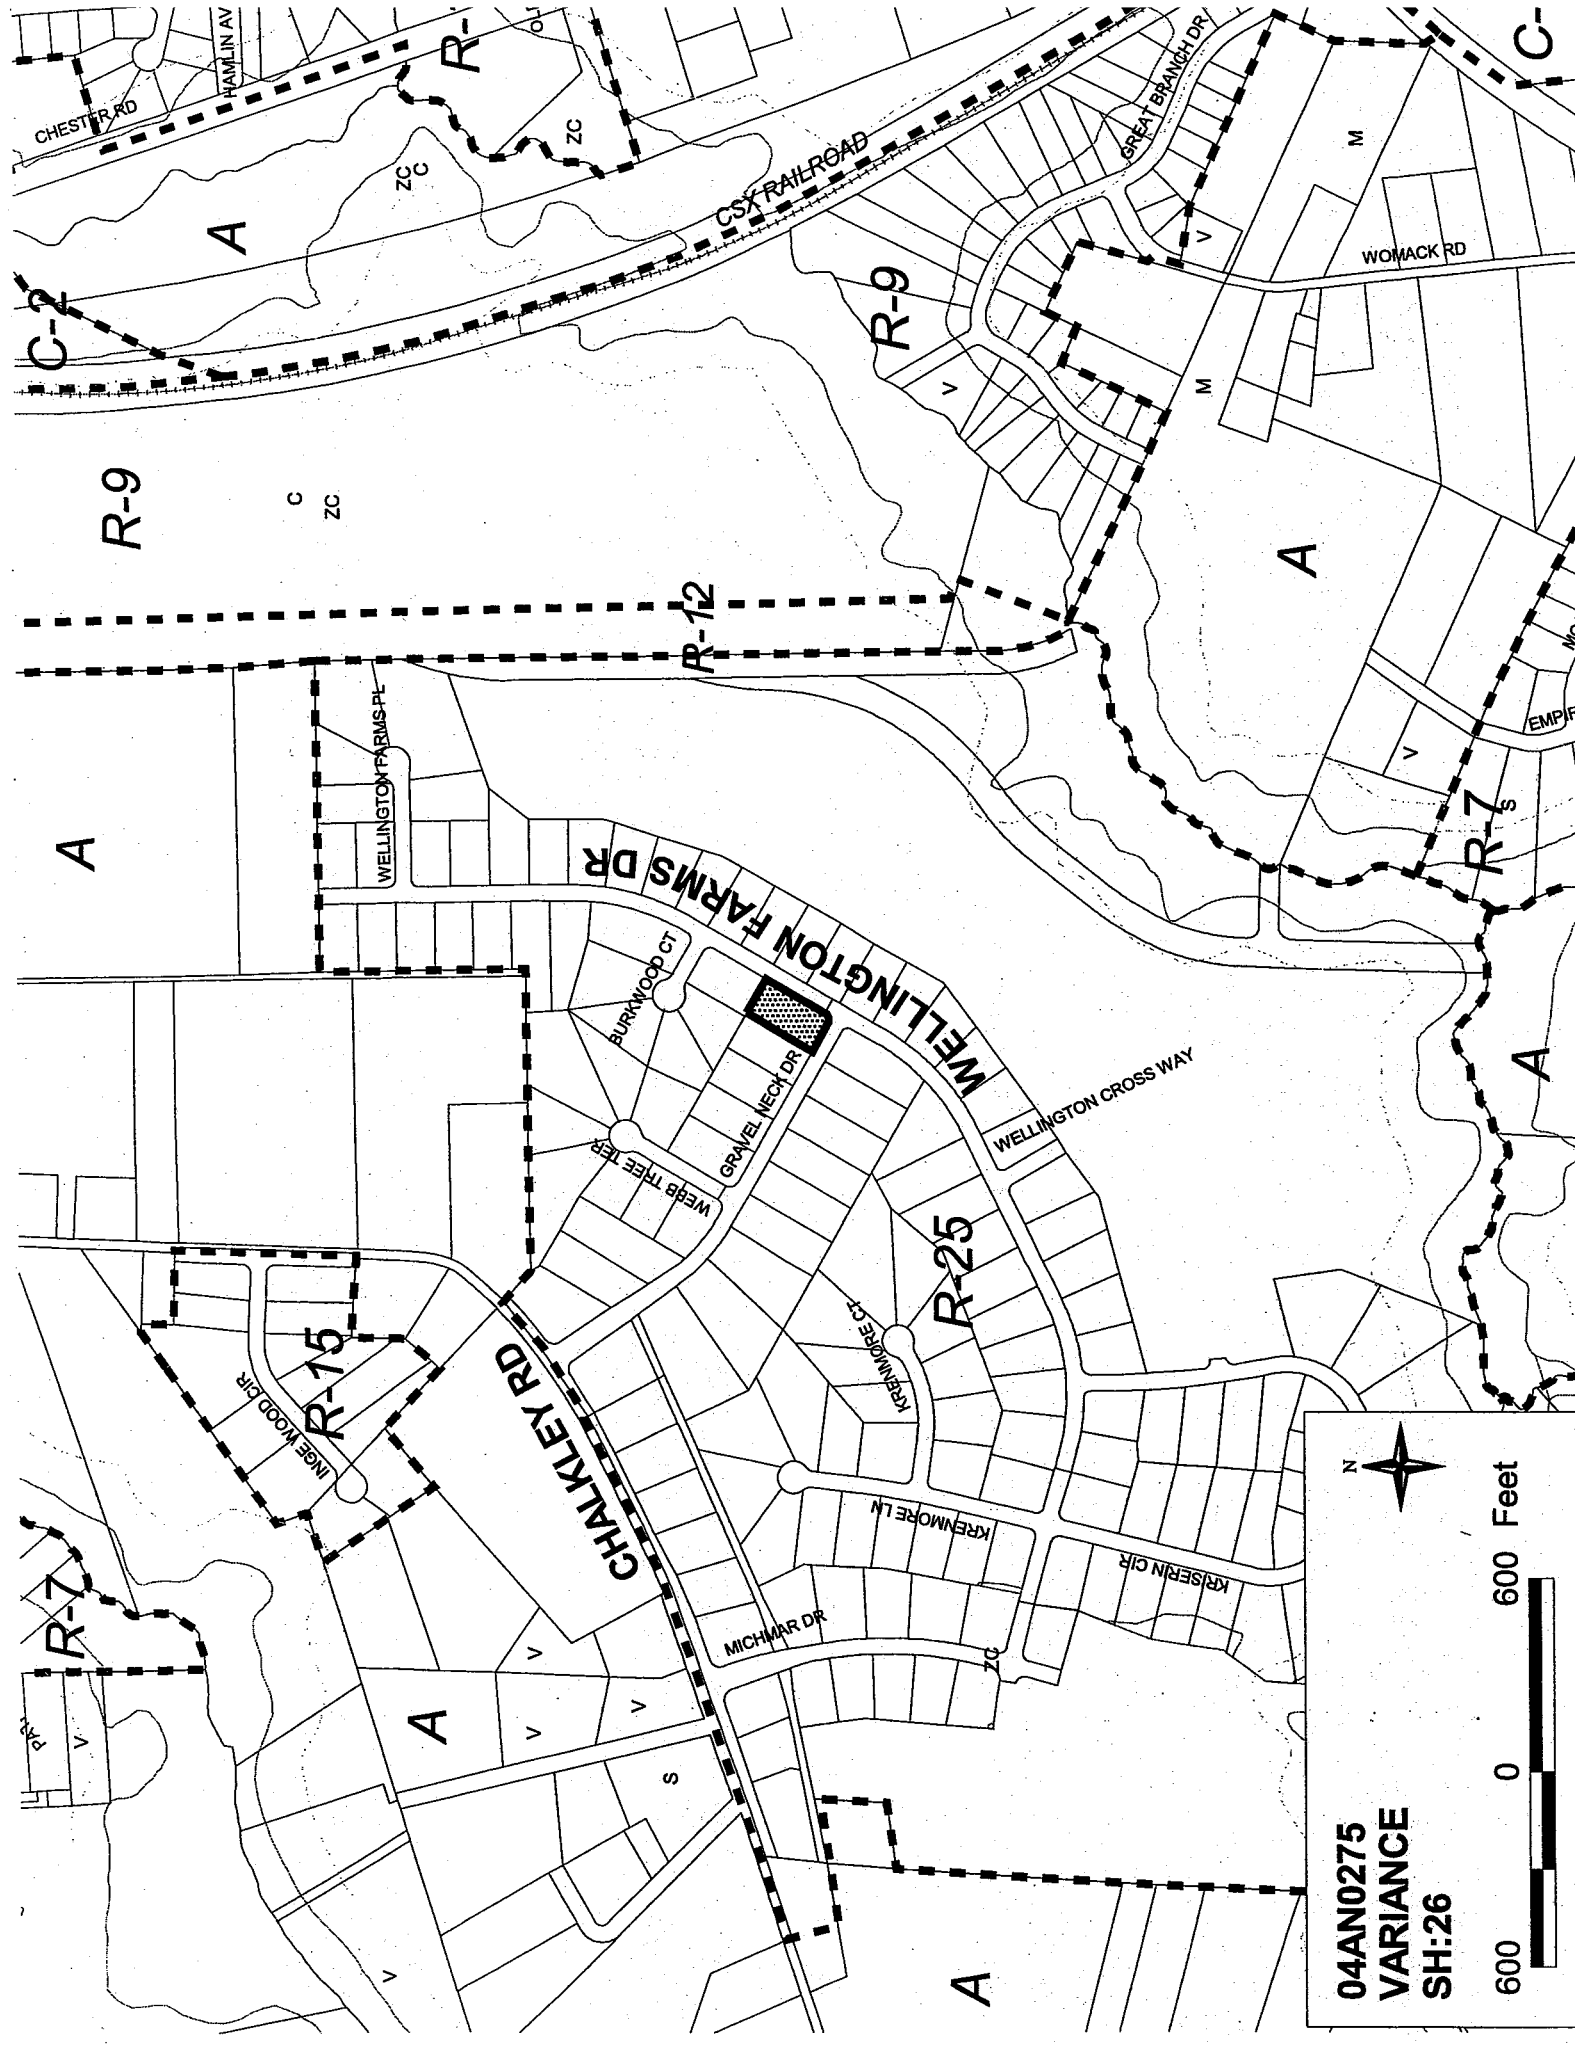 CHESTER RD
HAMLIN AV
R-
OL
C-2
A
ZC
C
ZC
CSX RAILROAD
GREAT BRANCH DR
C-
M
V
WOMACK RD
R-9
C
ZC
R-9
V
M
R-12
A
A
WELLINGTON FARMS PL
WELLINGTON FARMS DR
BURKWOOD CT
GRAVEL NECK DR
WEBB TREE TER
WELLINGTON CROSS WAY
V
EMPIR
MO
R-7
S
A
R-15
INGE WOOD CIR
CHALKLEY RD
R-25
KRENMORE CT
KRENMORE LN
KRISERIN CIR
MICHMAR DR
ZC
R-7
V
A
V
V
V
S
V
A
04AN0275
VARIANCE
SH:26
N
600 0 600 Feet